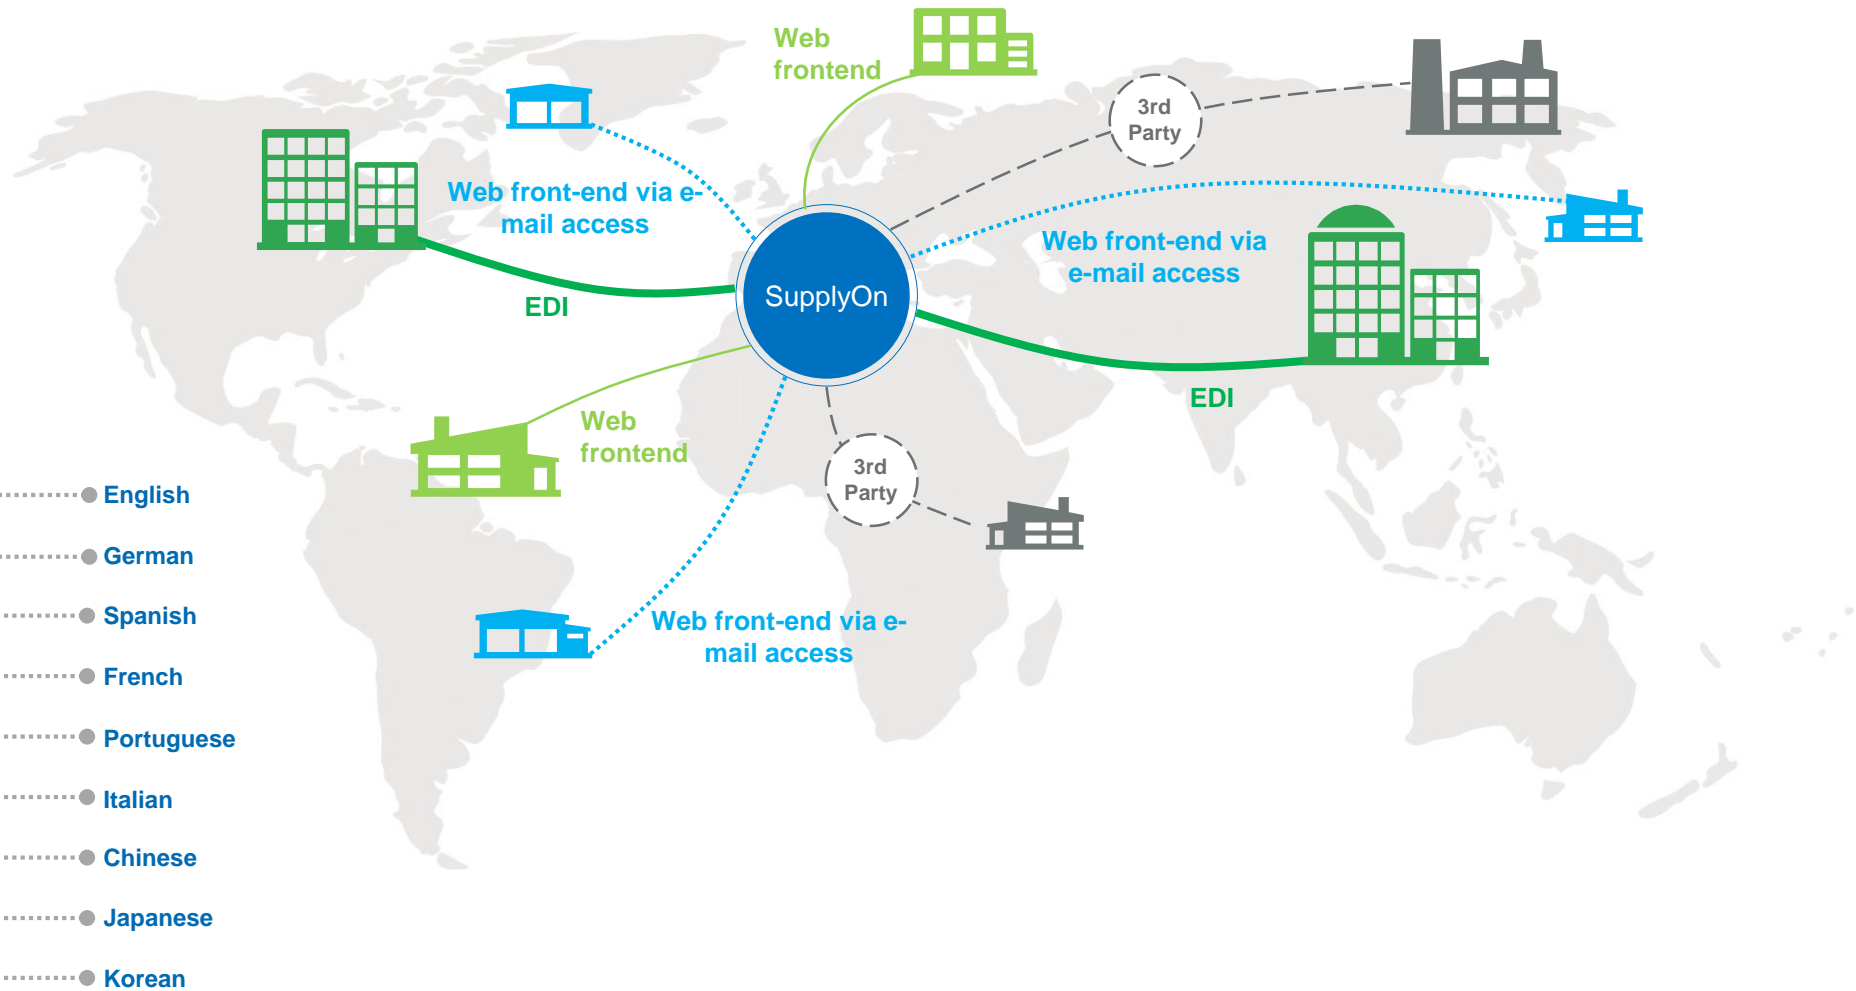 Web
frontend
3rd
Party
Web front-end via e-
mail access
Web front-end via
e-mail access
SupplyOn
EDI
EDI
Web
frontend
3rd
Party
Web front-end via e-
mail access
English
German
Spanish
French
Portuguese
Italian
Chinese
Japanese
Korean